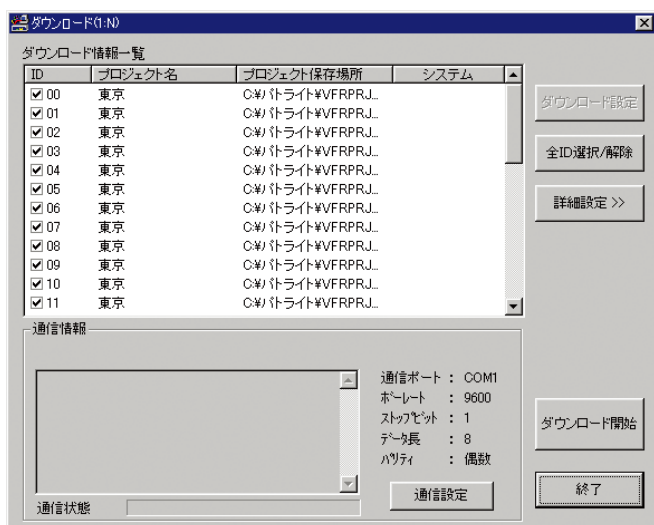 ダウンロード(1:N)
ダウンロード情報一覧
ID プロジェクト名 プロジェクト保存場所 システム
00 東京 C:¥パトライト¥VFRPRJ...
01 東京 C:¥パトライト¥VFRPRJ...
02 東京 C:¥パトライト¥VFRPRJ...
03 東京 C:¥パトライト¥VFRPRJ...
04 東京 C:¥パトライト¥VFRPRJ...
05 東京 C:¥パトライト¥VFRPRJ...
06 東京 C:¥パトライト¥VFRPRJ...
07 東京 C:¥パトライト¥VFRPRJ...
08 東京 C:¥パトライト¥VFRPRJ...
09 東京 C:¥パトライト¥VFRPRJ...
10 東京 C:¥パトライト¥VFRPRJ...
11 東京 C:¥パトライト¥VFRPRJ...
ダウンロード設定
全ID選択/解除
詳細設定 >>
通信情報
通信ポート : COM1
ボーレート : 9600
ストップビット : 1
データ長 : 8
パリティ : 偶数
通信設定
通信状態
ダウンロード開始
終了